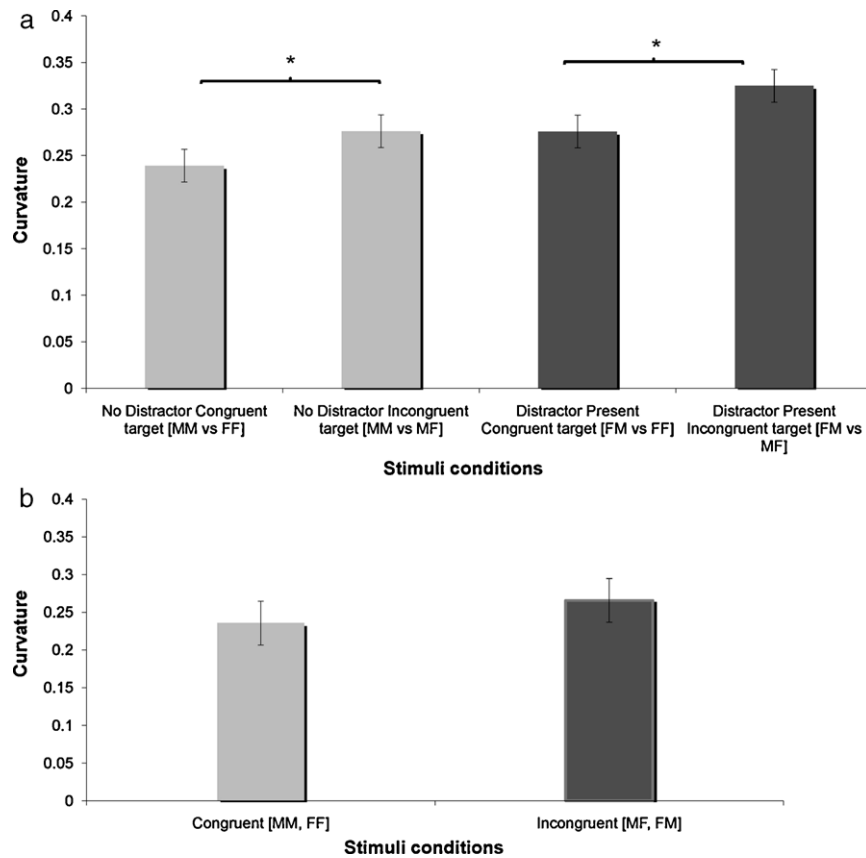 a
0.4
0.35
0.3
0.25
0.2
0.15
0.1
0.05
0
Curvature
*
*
No Distractor Congruent
target [MM vs FF]
No Distractor Incongruent
target [MM vs MF]
Distractor Present
Congruent target [FM vs FF]
Distractor Present
Incongruent target [FM vs
MF]
Stimuli conditions
b
0.4
0.35
0.3
0.25
0.2
0.15
0.1
0.05
0
Curvature
Congruent [MM, FF]
Incongruent [MF, FM]
Stimuli conditions